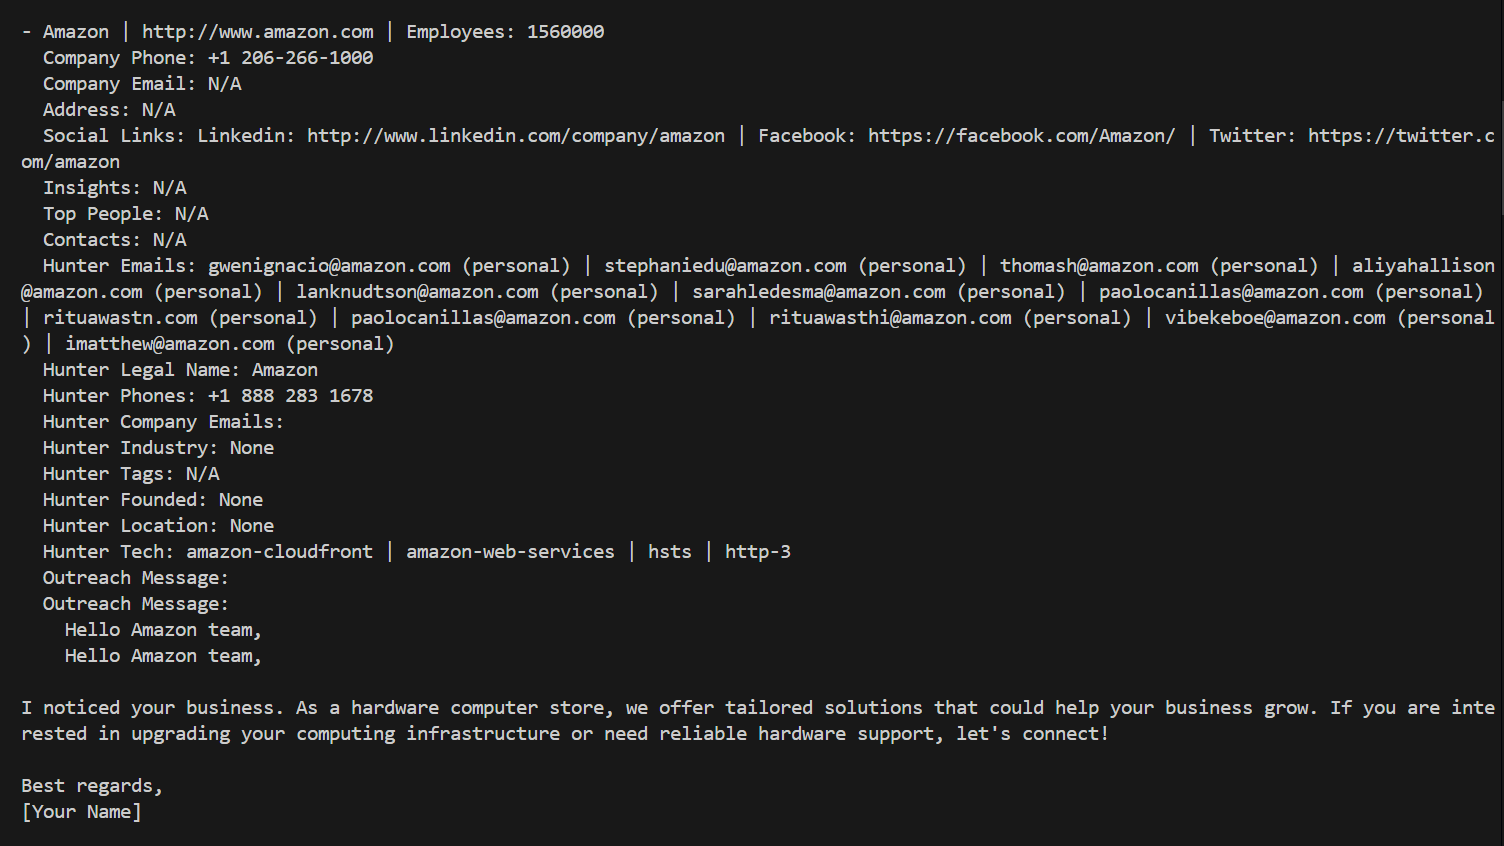 - Amazon | http://www.amazon.com | Employees: 1560000
Company Phone: +1 206-266-1000
Company Email: N/A
Address: N/A
Social Links: Linkedin: http://www.linkedin.com/company/amazon | Facebook: https://facebook.com/Amazon/ | Twitter: https://twitter.c
om/amazon
Insights: N/A
Top People: N/A
Contacts: N/A
Hunter Emails: gwenignacio@amazon.com (personal) | stephaniedu@amazon.com (personal) | thomash@amazon.com (personal) | aliyahallison
@amazon.com (personal) | lanknudtson@amazon.com (personal) | sarahledesma@amazon.com (personal) | paolocanillas@amazon.com (personal)
| rituawastn.com (personal) | paolocanillas@amazon.com (personal) | rituawasthi@amazon.com (personal) | vibekeboe@amazon.com (personal
) | imatthew@amazon.com (personal)
Hunter Legal Name: Amazon
Hunter Phones: +1 888 283 1678
Hunter Company Emails:
Hunter Industry: None
Hunter Tags: N/A
Hunter Founded: None
Hunter Location: None
Hunter Tech: amazon-cloudfront | amazon-web-services | hsts | http-3
Outreach Message:
Outreach Message:
Hello Amazon team,
Hello Amazon team,
I noticed your business. As a hardware computer store, we offer tailored solutions that could help your business grow. If you are inte
rested in upgrading your computing infrastructure or need reliable hardware support, let's connect!
Best regards,
[Your Name]